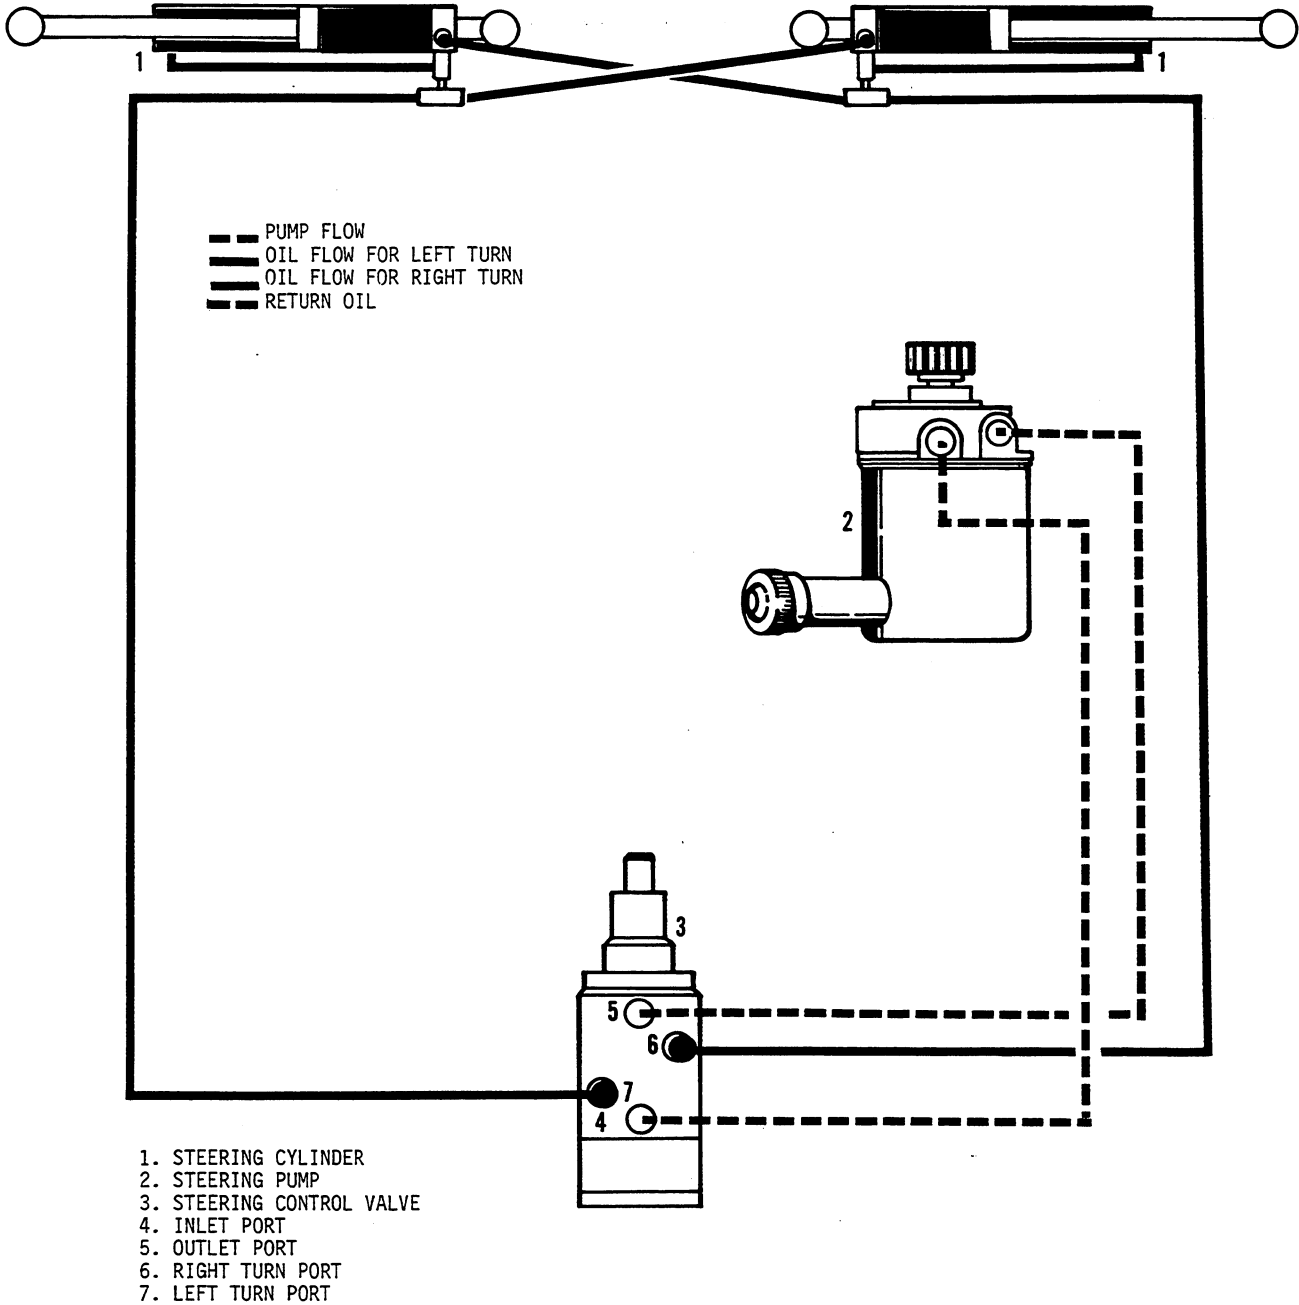 1
1
PUMP FLOW
OIL FLOW FOR LEFT TURN
OIL FLOW FOR RIGHT TURN
RETURN OIL
2
3
5
6
7
4
1. STEERING CYLINDER
2. STEERING PUMP
3. STEERING CONTROL VALVE
4. INLET PORT
5. OUTLET PORT
6. RIGHT TURN PORT
7. LEFT TURN PORT